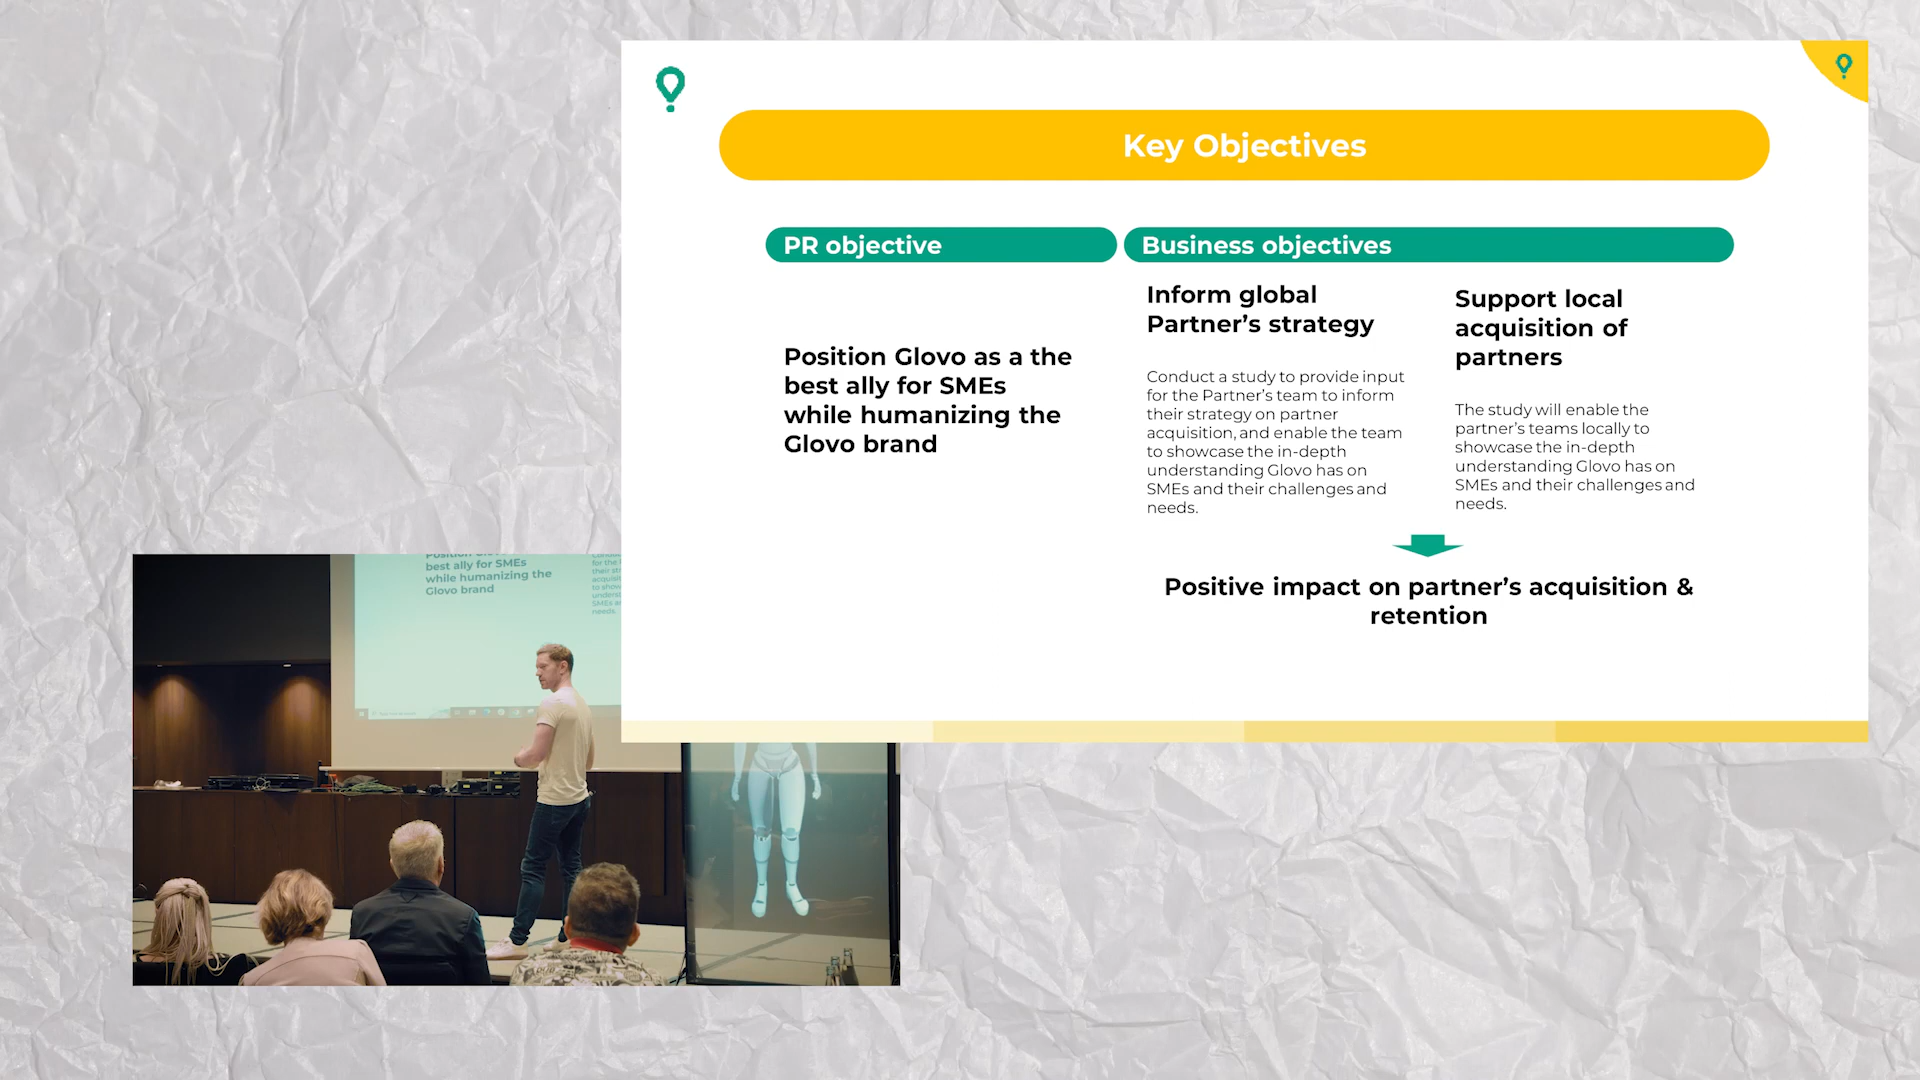 Key Objectives
PR objective
Business objectives
Position Glovo as a the
best ally for SMEs
while humanizing the
Glovo brand
Inform global
Partner’s strategy
Conduct a study to provide input
for the Partner’s team to inform
their strategy on partner
acquisition, and enable the team
to showcase the in-depth
understanding Glovo has on
SMEs and their challenges and
needs.
Support local
acquisition of
partners
The study will enable the
partner’s teams locally to
showcase the in-depth
understanding Glovo has on
SMEs and their challenges and
needs.
Positive impact on partner’s acquisition &
retention
best ally for SMEs
while humanizing the
Glovo brand